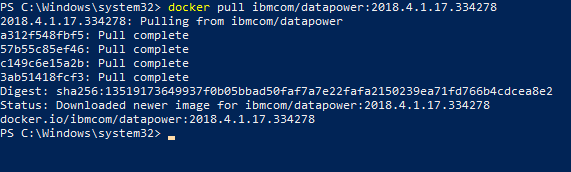 PS C:\Windows\system32> docker pull ibmcom/datapower:2018.4.1.17.334278
2018.4.1.17.334278: Pulling from ibmcom/datapower
a312f548fbf5: Pull complete
57b55c85ef46: Pull complete
c149c6e15a2b: Pull complete
3ab51418fcf3: Pull complete
Digest: sha256:13519173649937f0b05bbad50faf7a7e22fafa2150239ea71fd766b4cdcea8e2
Status: Downloaded newer image for ibmcom/datapower:2018.4.1.17.334278
docker.io/ibmcom/datapower:2018.4.1.17.334278
PS C:\Windows\system32>